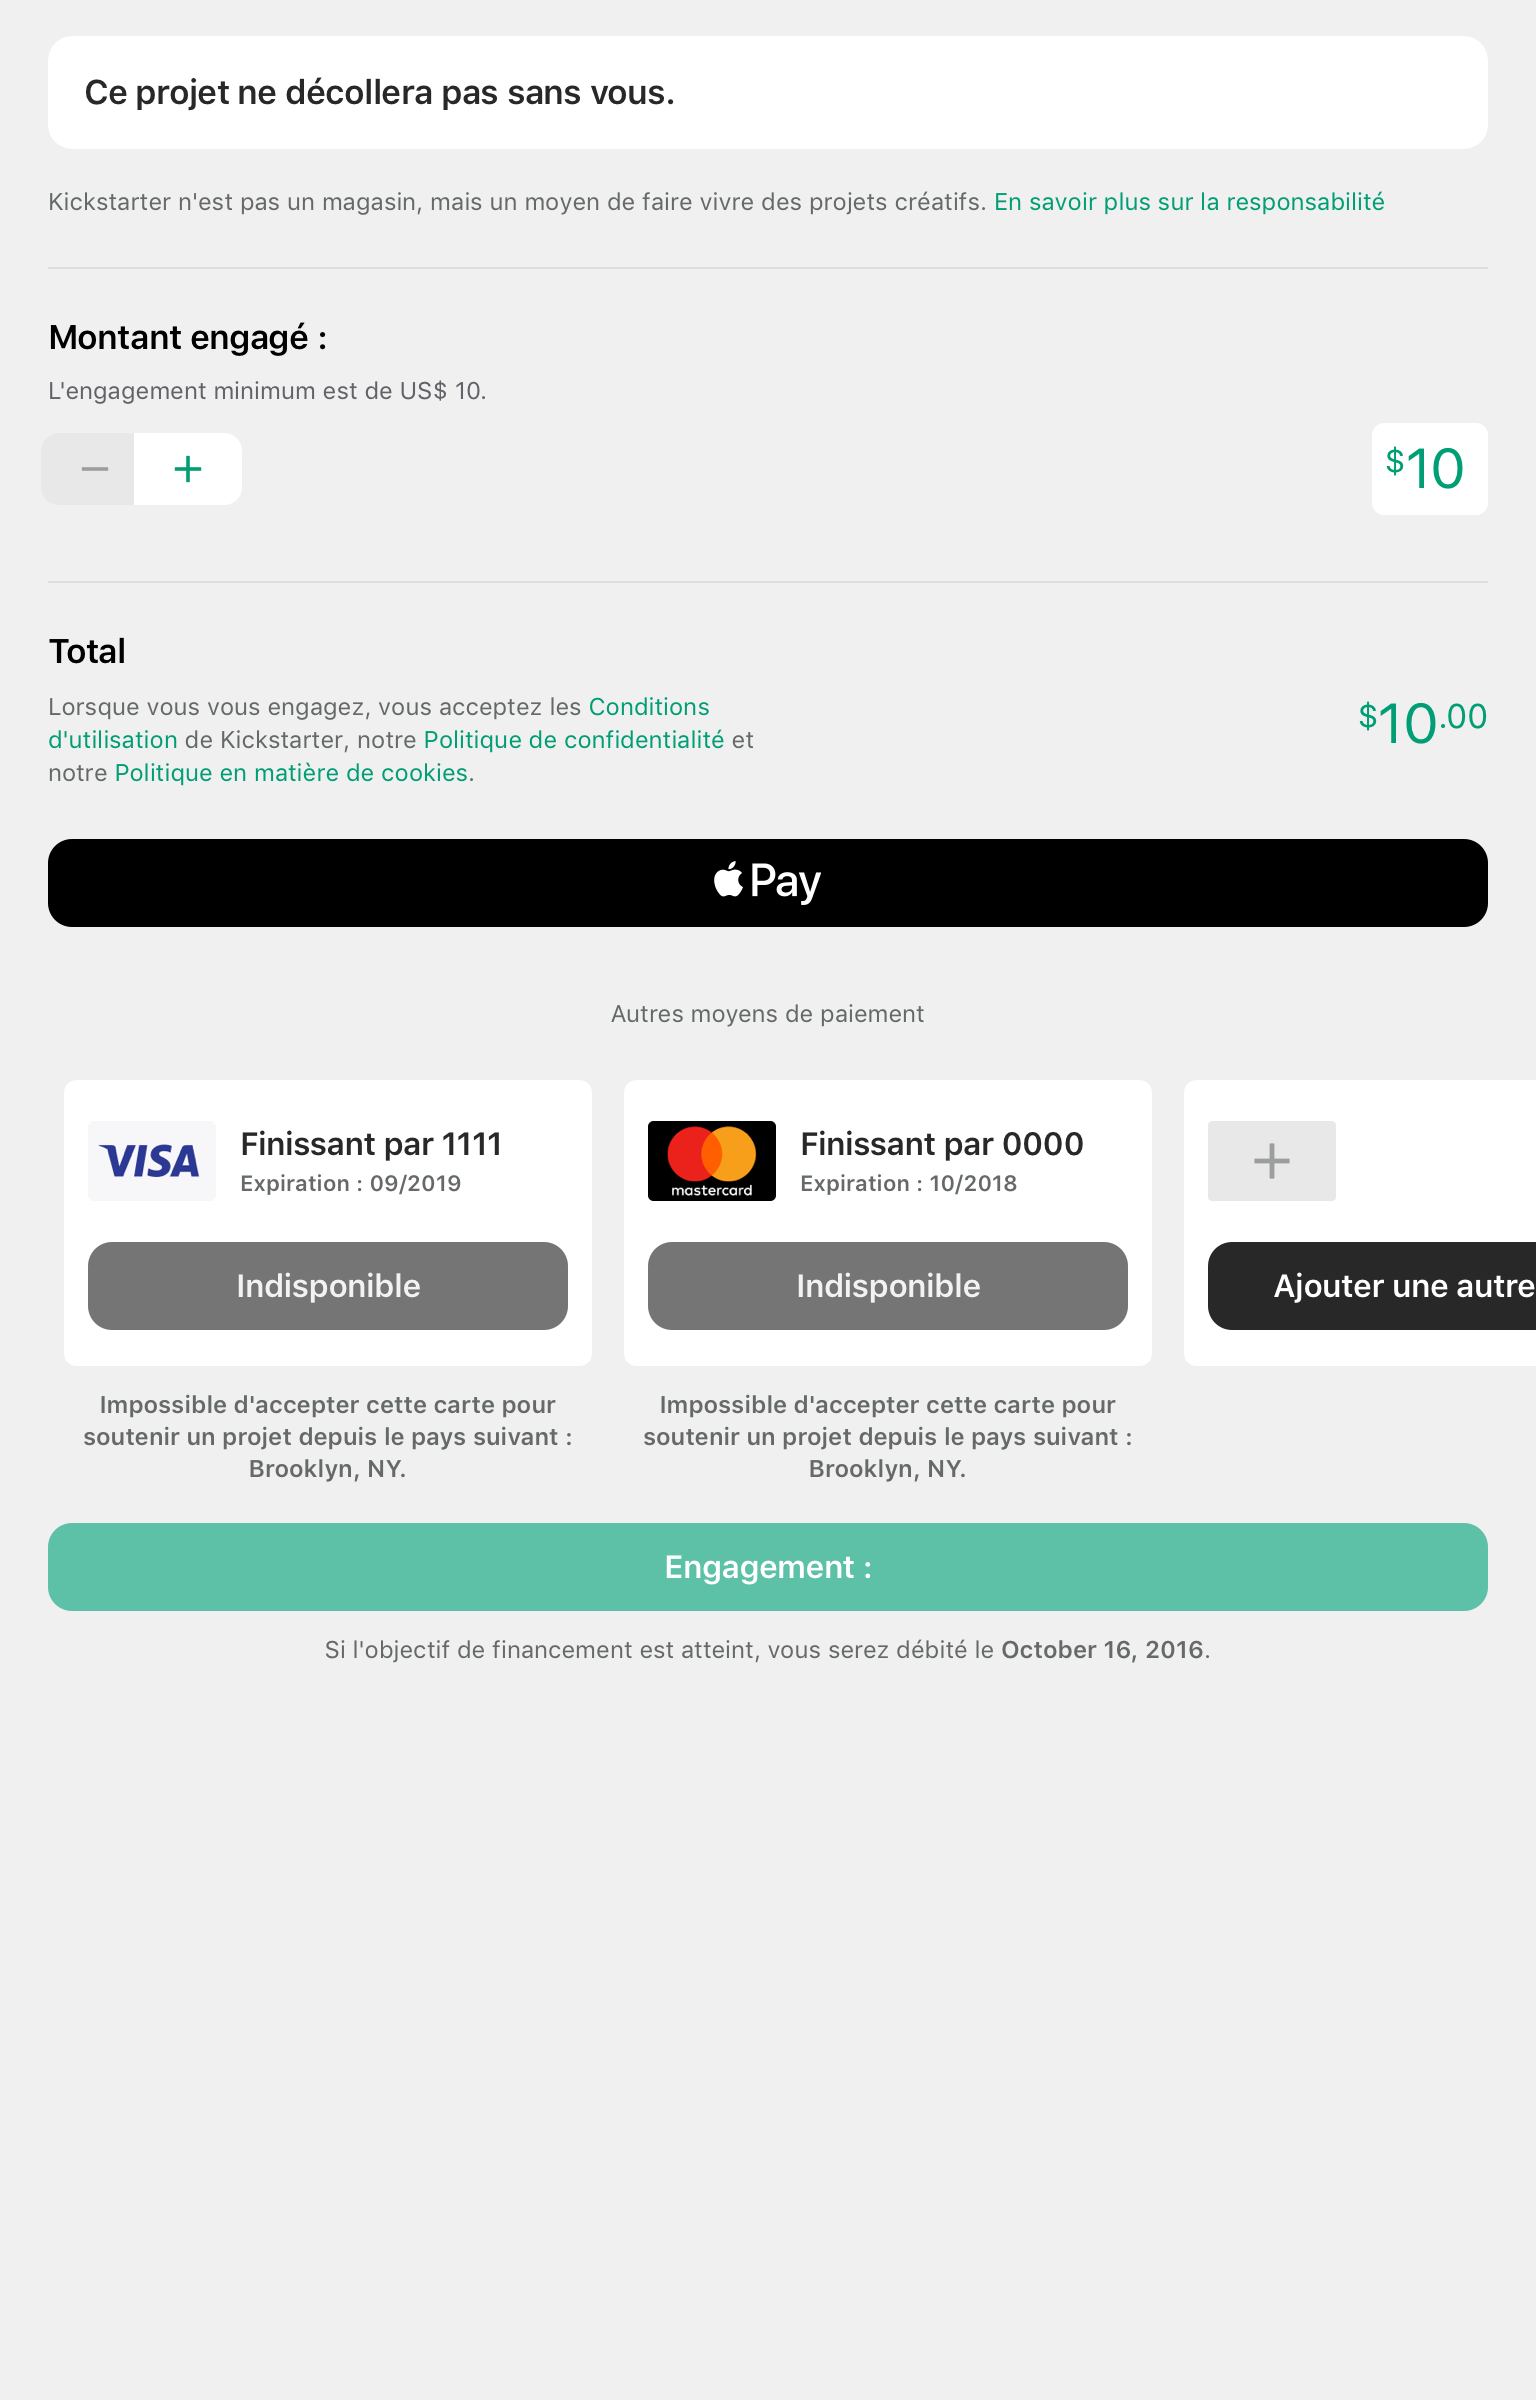 Ce projet ne décollera pas sans vous.
Kickstarter n'est pas un magasin, mais un moyen de faire vivre des projets créatifs. En savoir plus sur la responsabilité
Montant engagé :
L'engagement minimum est de US$ 10.
− +
$10
Total
Lorsque vous vous engagez, vous acceptez les Conditions
d'utilisation de Kickstarter, notre Politique de confidentialité et
notre Politique en matière de cookies.
$10.00
Pay
Autres moyens de paiement
VISA
Finissant par 1111
Expiration : 09/2019
Indisponible
Impossible d'accepter cette carte pour
soutenir un projet depuis le pays suivant :
Brooklyn, NY.
mastercard
Finissant par 0000
Expiration : 10/2018
Indisponible
Impossible d'accepter cette carte pour
soutenir un projet depuis le pays suivant :
Brooklyn, NY.
+
Ajouter une autre
Engagement :
Si l'objectif de financement est atteint, vous serez débité le October 16, 2016.